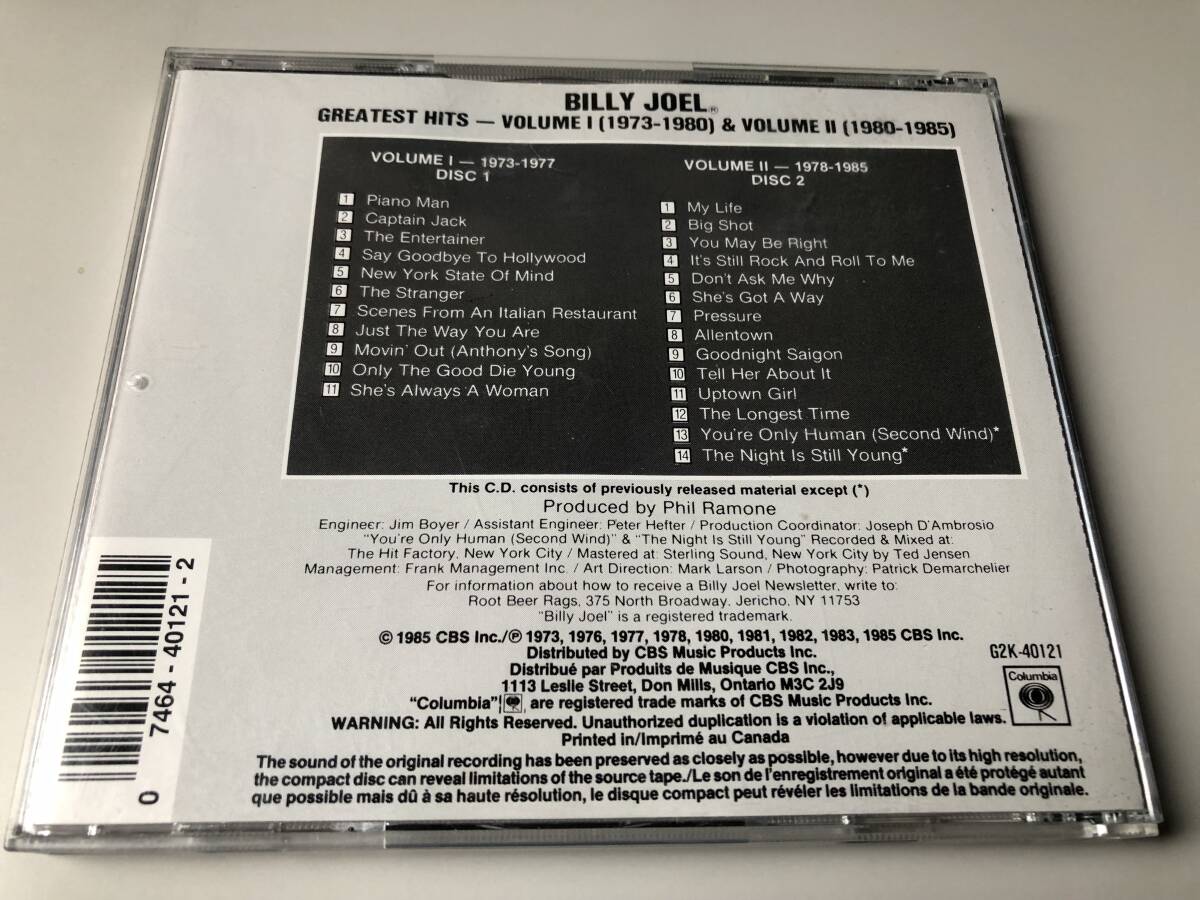 BILLY JOEL®
GREATEST HITS — VOLUME I (1973-1980) & VOLUME II (1980-1985)
VOLUME I — 1973-1977
DISC 1
1 Piano Man
2 Captain Jack
3 The Entertainer
4 Say Goodbye To Hollywood
5 New York State Of Mind
6 The Stranger
7 Scenes From An Italian Restaurant
8 Just The Way You Are
9 Movin' Out (Anthony's Song)
10 Only The Good Die Young
11 She's Always A Woman
VOLUME II — 1978-1985
DISC 2
1 My Life
2 Big Shot
3 You May Be Right
4 It's Still Rock And Roll To Me
5 Don't Ask Me Why
6 She's Got A Way
7 Pressure
8 Allentown
9 Goodnight Saigon
10 Tell Her About It
11 Uptown Girl
12 The Longest Time
13 You're Only Human (Second Wind)*
14 The Night Is Still Young*
This C.D. consists of previously released material except (*)
Produced by Phil Ramone
Engineer: Jim Boyer / Assistant Engineer: Peter Hefter / Production Coordinator: Joseph D'Ambrosio
"You're Only Human (Second Wind)" & "The Night Is Still Young" Recorded & Mixed at:
The Hit Factory, New York City / Mastered at: Sterling Sound, New York City by Ted Jensen
Management: Frank Management Inc. / Art Direction: Mark Larson / Photography: Patrick Demarchelier
For information about how to receive a Billy Joel Newsletter, write to:
Root Beer Rags, 375 North Broadway, Jericho, NY 11753
"Billy Joel" is a registered trademark.
© 1985 CBS Inc./℗ 1973, 1976, 1977, 1978, 1980, 1981, 1982, 1983, 1985 CBS Inc.
Distributed by CBS Music Products Inc.
Distribué par Produits de Musique CBS Inc.,
1113 Leslie Street, Don Mills, Ontario M3C 2J9
"Columbia", are registered trade marks of CBS Music Products Inc.
WARNING: All Rights Reserved. Unauthorized duplication is a violation of applicable laws.
Printed in/Imprimé au Canada
G2K-40121
Columbia
The sound of the original recording has been preserved as closely as possible, however due to its high resolution,
the compact disc can reveal limitations of the source tape./Le son de l'enregistrement original a été protégé autant
que possible mais dû à sa haute résolution, le disque compact peut révéler les limitations de la bande originale.
0 7464-40121-2